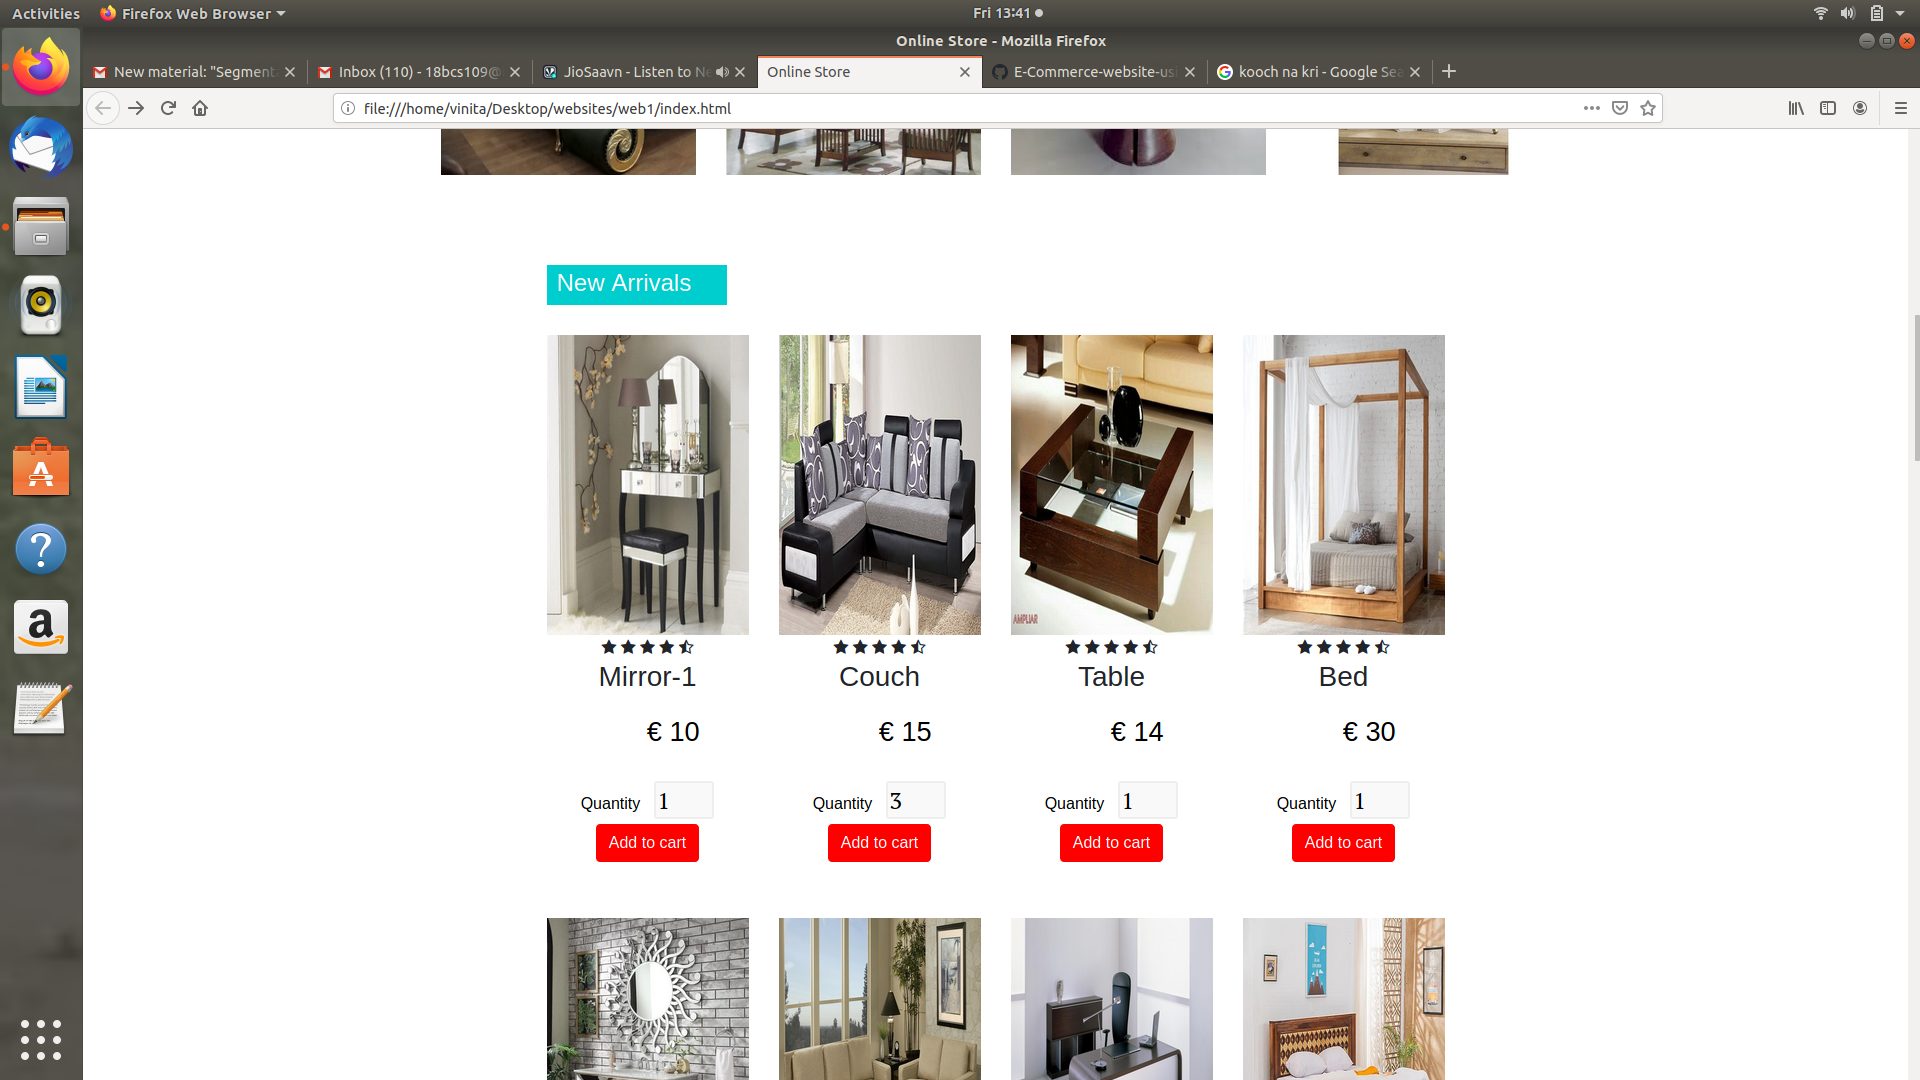 Activities Firefox Web Browser Fri 13:41
Online Store - Mozilla Firefox
New material: "Segment Inbox (110) - 18bcs109@ JioSaavn - Listen to Ne Online Store E-Commerce-website-usi kooch na kri - Google Sea
file:///home/vinita/Desktop/websites/web1/index.html
New Arrivals
AMPLIAR
Mirror-1 Couch Table Bed
€ 10 € 15 € 14 € 30
Quantity 1 Quantity 3 Quantity 1 Quantity 1
Add to cart Add to cart Add to cart Add to cart